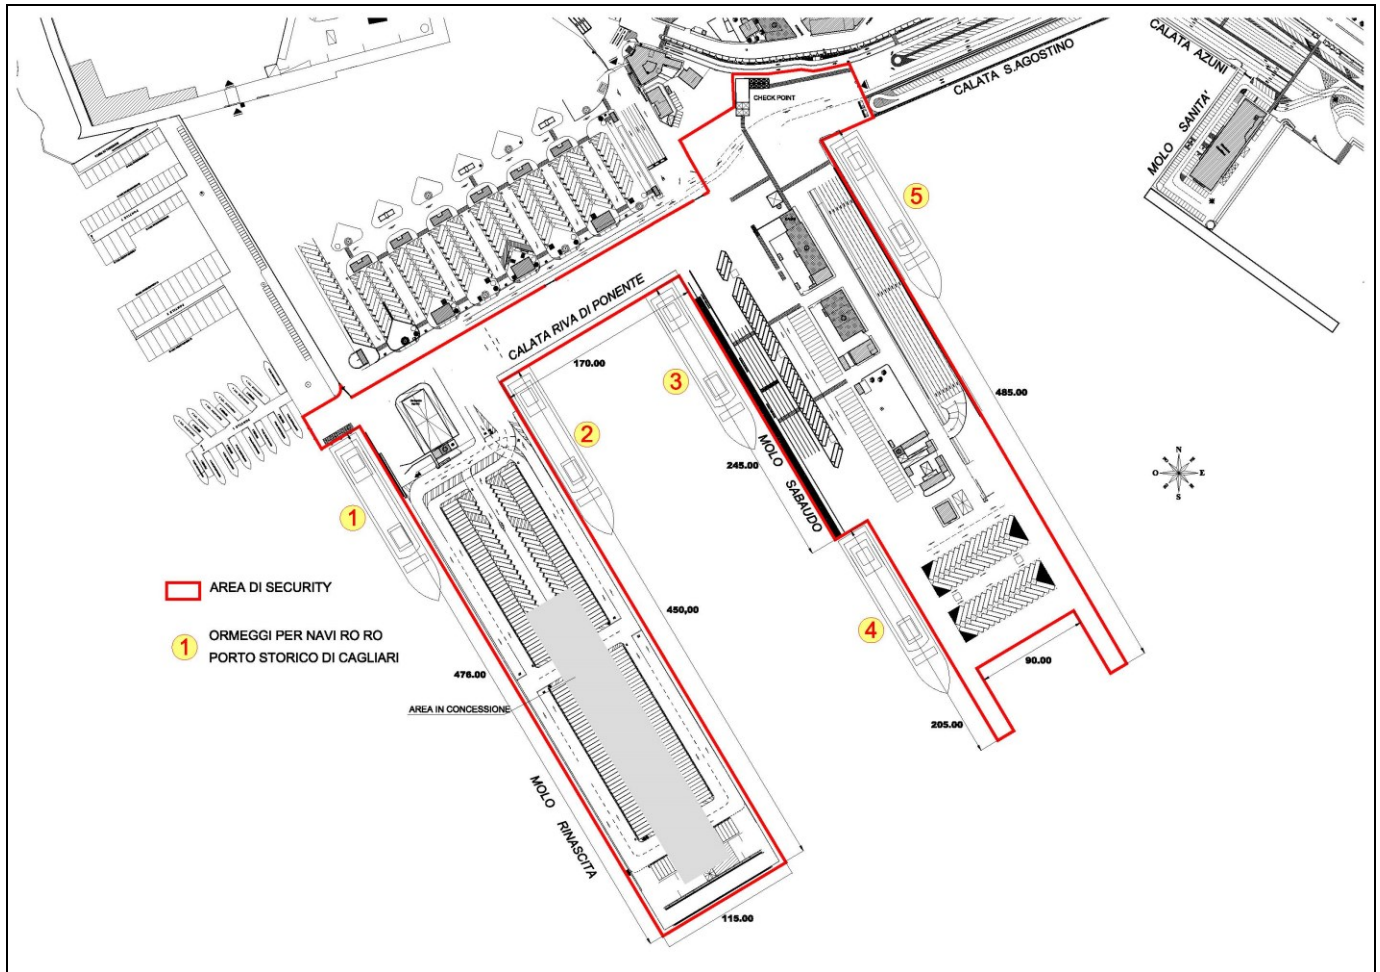 CALATA AZUNI
MOLO SANITA'
CALATA S.AGOSTINO
CHECK POINT
5
CALATA RIVA DI PONENTE
170.00
3
2
485.00
MOLO SABAUDO
245.00
N
O E
S
1
AREA DI SECURITY
450,00
4
1
ORMEGGI PER NAVI RO RO
PORTO STORICO DI CAGLIARI
90.00
476.00
AREA IN CONCESSIONE
205.00
MOLO RINASCITA
115.00